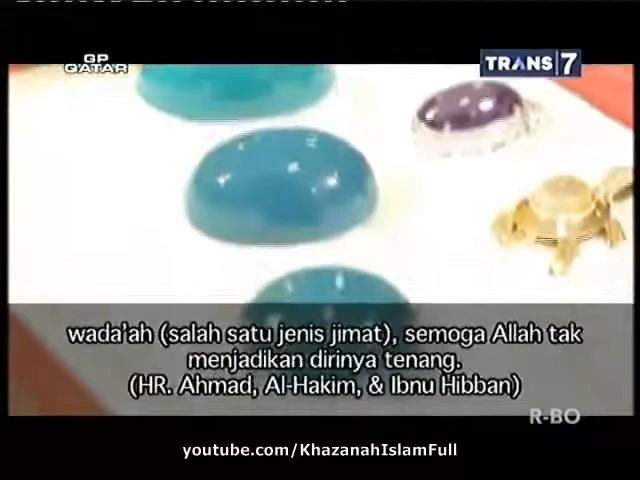 GP
QATAR
TRANS 7
wada'ah (salah satu jenis jimat), semoga Allah tak
menjadikan dirinya tenang.
(HR. Ahmad, Al-Hakim, & Ibnu Hibban)
R-BO
youtube.com/KhazanahIslamFull